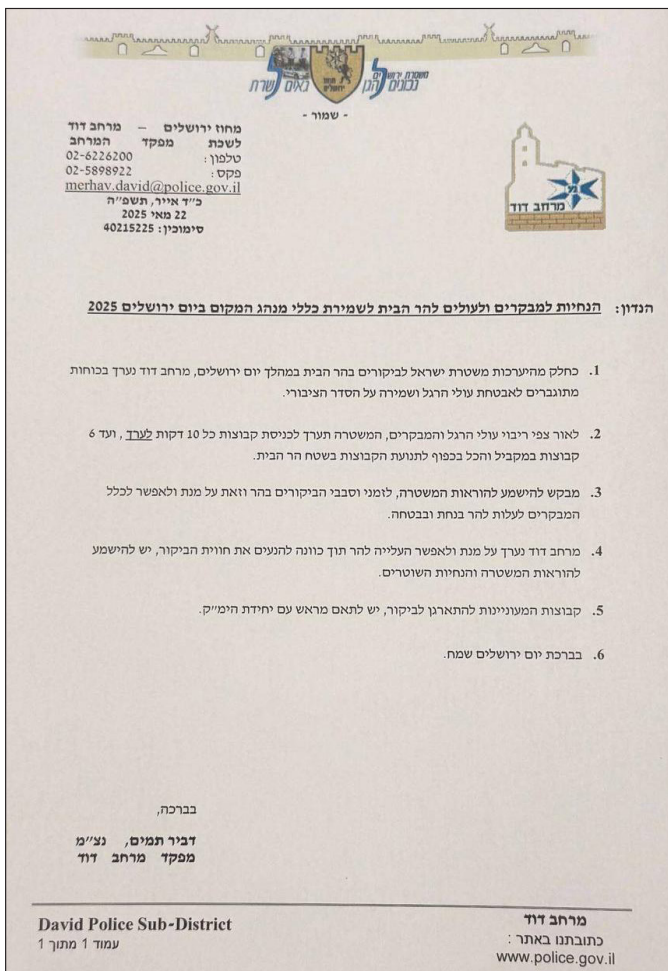 משטרת ירושלים
נכונים להגן
מחוז ירושלים
גאים לשרת
- שמור -
מחוז ירושלים – מרחב דוד
לשכת מפקד המרחב
טלפון : 02-6226200
פקס : 02-5898922
merhav.david@police.gov.il
כ״ד אייר, תשפ״ה
22 מאי 2025
סימוכין: 40215225
מרחב דוד
הנדון: הנחיות למבקרים ולעולים להר הבית לשמירת כללי מנהג המקום ביום ירושלים 2025
1. כחלק מהיערכות משטרת ישראל לביקורים בהר הבית במהלך יום ירושלים, מרחב דוד נערך בכוחות
מתוגברים לאבטחת עולי הרגל ושמירה על הסדר הציבורי.
2. לאור צפי ריבוי עולי הרגל והמבקרים, המשטרה תערך לכניסת קבוצות כל 10 דקות לערך , ועד 6
קבוצות במקביל והכל בכפוף לתנועת הקבוצות בשטח הר הבית.
3. מבקש להישמע להוראות המשטרה, לזמני וסבבי הביקורים בהר וזאת על מנת ולאפשר לכלל
המבקרים לעלות להר בנחת ובבטחה.
4. מרחב דוד נערך על מנת ולאפשר העלייה להר תוך כוונה להנעים את חווית הביקור, יש להישמע
להוראות המשטרה והנחיות השוטרים.
5. קבוצות המעוניינות להתארגן לביקור, יש לתאם מראש עם יחידת הימ״ק.
6. בברכת יום ירושלים שמח.
בברכה,
דביר תמים, נצ״מ
מפקד מרחב דוד
מרחב דוד
כתובתנו באתר :
www.police.gov.il
David Police Sub-District
עמוד 1 מתוך 1